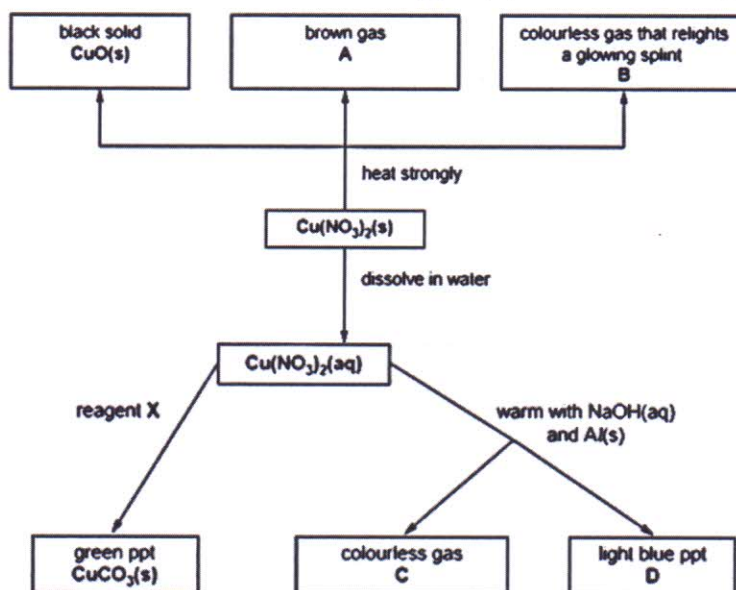 black solid
CuO(s)
brown gas
A
colourless gas that relights
a glowing splint
B
heat strongly
Cu(NO₃)₂(s)
dissolve in water
Cu(NO₃)₂(aq)
reagent X
warm with NaOH(aq)
and Al(s)
green ppt
CuCO₃(s)
colourless gas
C
light blue ppt
D